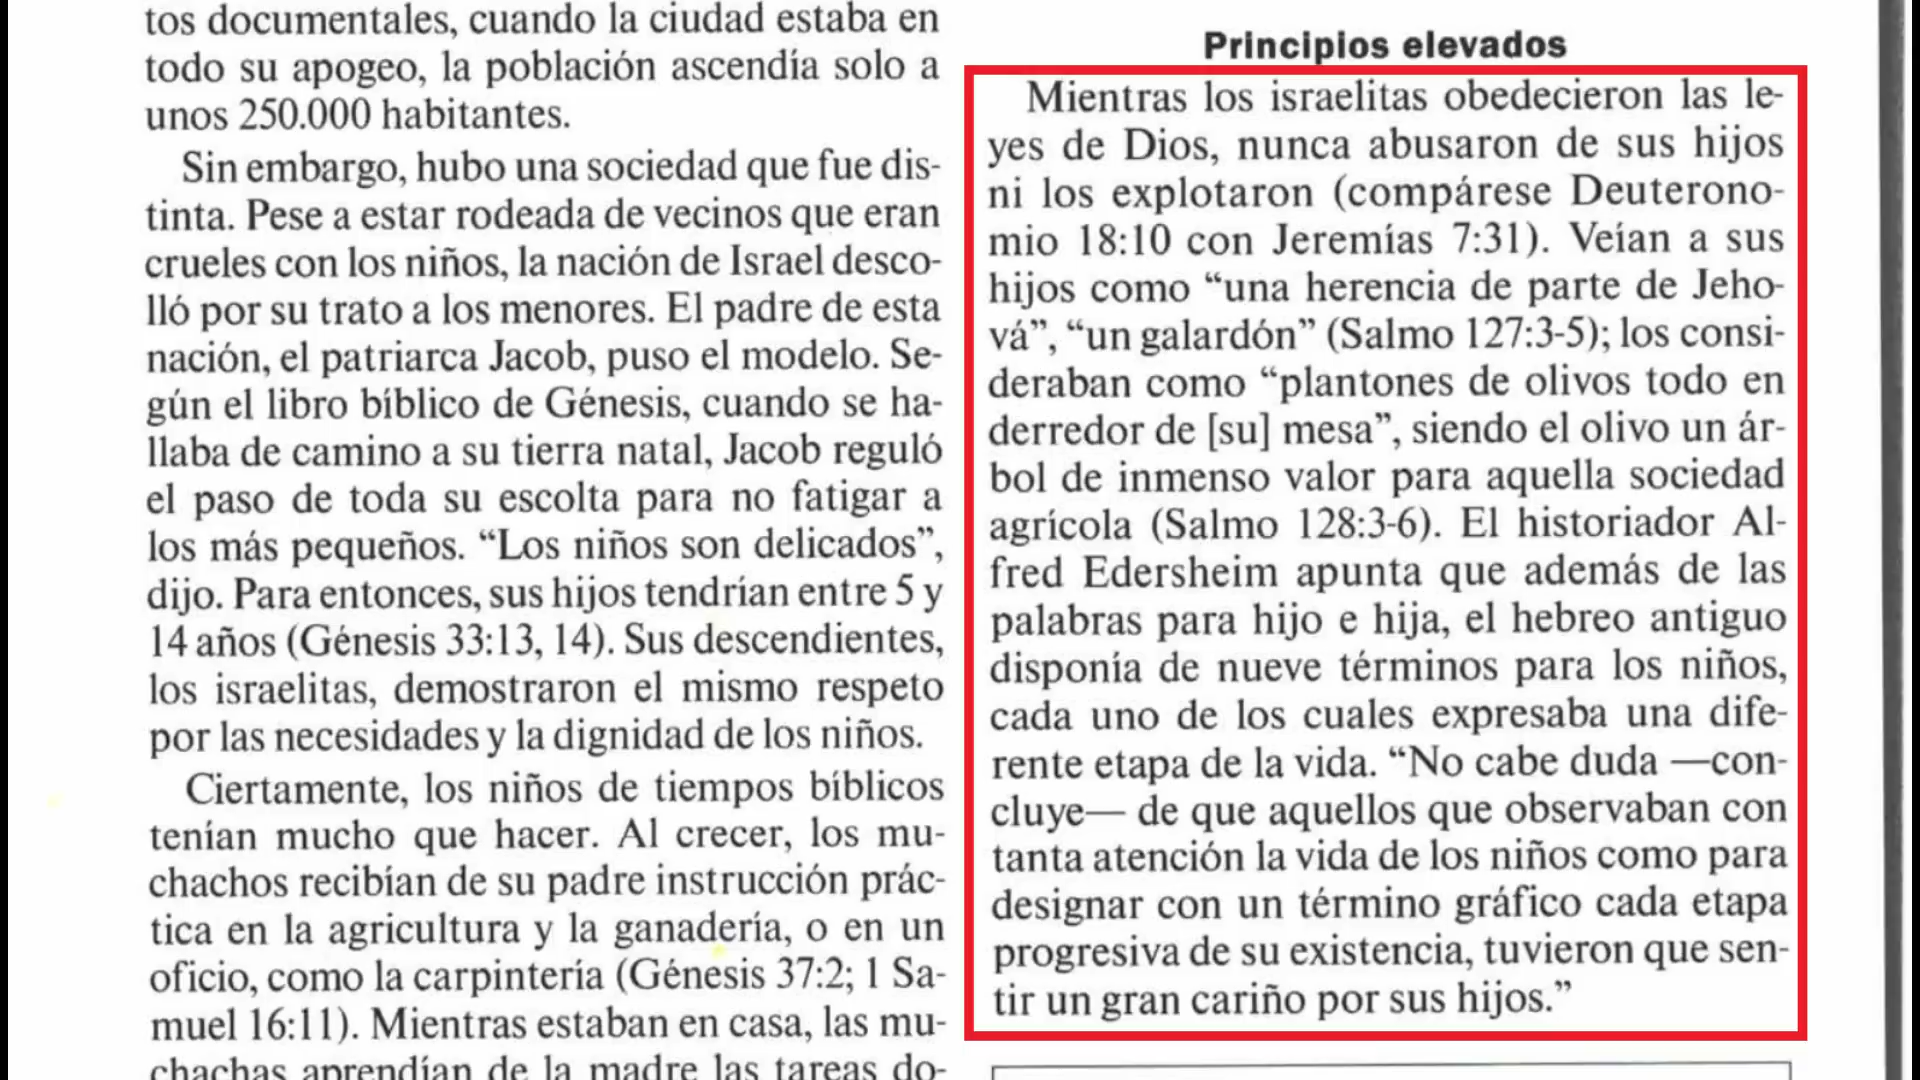 tos documentales, cuando la ciudad estaba en
todo su apogeo, la población ascendía solo a
unos 250.000 habitantes.
Sin embargo, hubo una sociedad que fue dis-
tinta. Pese a estar rodeada de vecinos que eran
crueles con los niños, la nación de Israel desco-
lló por su trato a los menores. El padre de esta
nación, el patriarca Jacob, puso el modelo. Se-
gún el libro bíblico de Génesis, cuando se ha-
llaba de camino a su tierra natal, Jacob reguló
el paso de toda su escolta para no fatigar a
los más pequeños. “Los niños son delicados”,
dijo. Para entonces, sus hijos tendrían entre 5 y
14 años (Génesis 33:13, 14). Sus descendientes,
los israelitas, demostraron el mismo respeto
por las necesidades y la dignidad de los niños.
Ciertamente, los niños de tiempos bíblicos
tenían mucho que hacer. Al crecer, los mu-
chachos recibían de su padre instrucción prác-
tica en la agricultura y la ganadería, o en un
oficio, como la carpintería (Génesis 37:2; 1 Sa-
muel 16:11). Mientras estaban en casa, las mu-
chachas aprendían de la madre las tareas do-
Principios elevados
Mientras los israelitas obedecieron las le-
yes de Dios, nunca abusaron de sus hijos
ni los explotaron (compárese Deuterono-
mio 18:10 con Jeremías 7:31). Veían a sus
hijos como “una herencia de parte de Jeho-
vá”, “un galardón” (Salmo 127:3-5); los consi-
deraban como “plantones de olivos todo en
derredor de [su] mesa”, siendo el olivo un ár-
bol de inmenso valor para aquella sociedad
agrícola (Salmo 128:3-6). El historiador Al-
fred Edersheim apunta que además de las
palabras para hijo e hija, el hebreo antiguo
disponía de nueve términos para los niños,
cada uno de los cuales expresaba una dife-
rente etapa de la vida. “No cabe duda —con-
cluye— de que aquellos que observaban con
tanta atención la vida de los niños como para
designar con un término gráfico cada etapa
progresiva de su existencia, tuvieron que sen-
tir un gran cariño por sus hijos.”